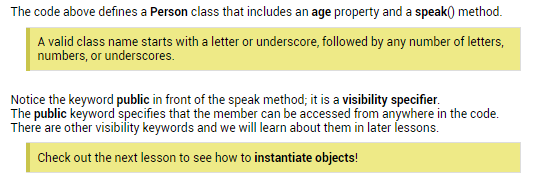 The code above defines a Person class that includes an age property and a speak() method.
A valid class name starts with a letter or underscore, followed by any number of letters,
numbers, or underscores.
Notice the keyword public in front of the speak method; it is a visibility specifier.
The public keyword specifies that the member can be accessed from anywhere in the code.
There are other visibility keywords and we will learn about them in later lessons.
Check out the next lesson to see how to instantiate objects!